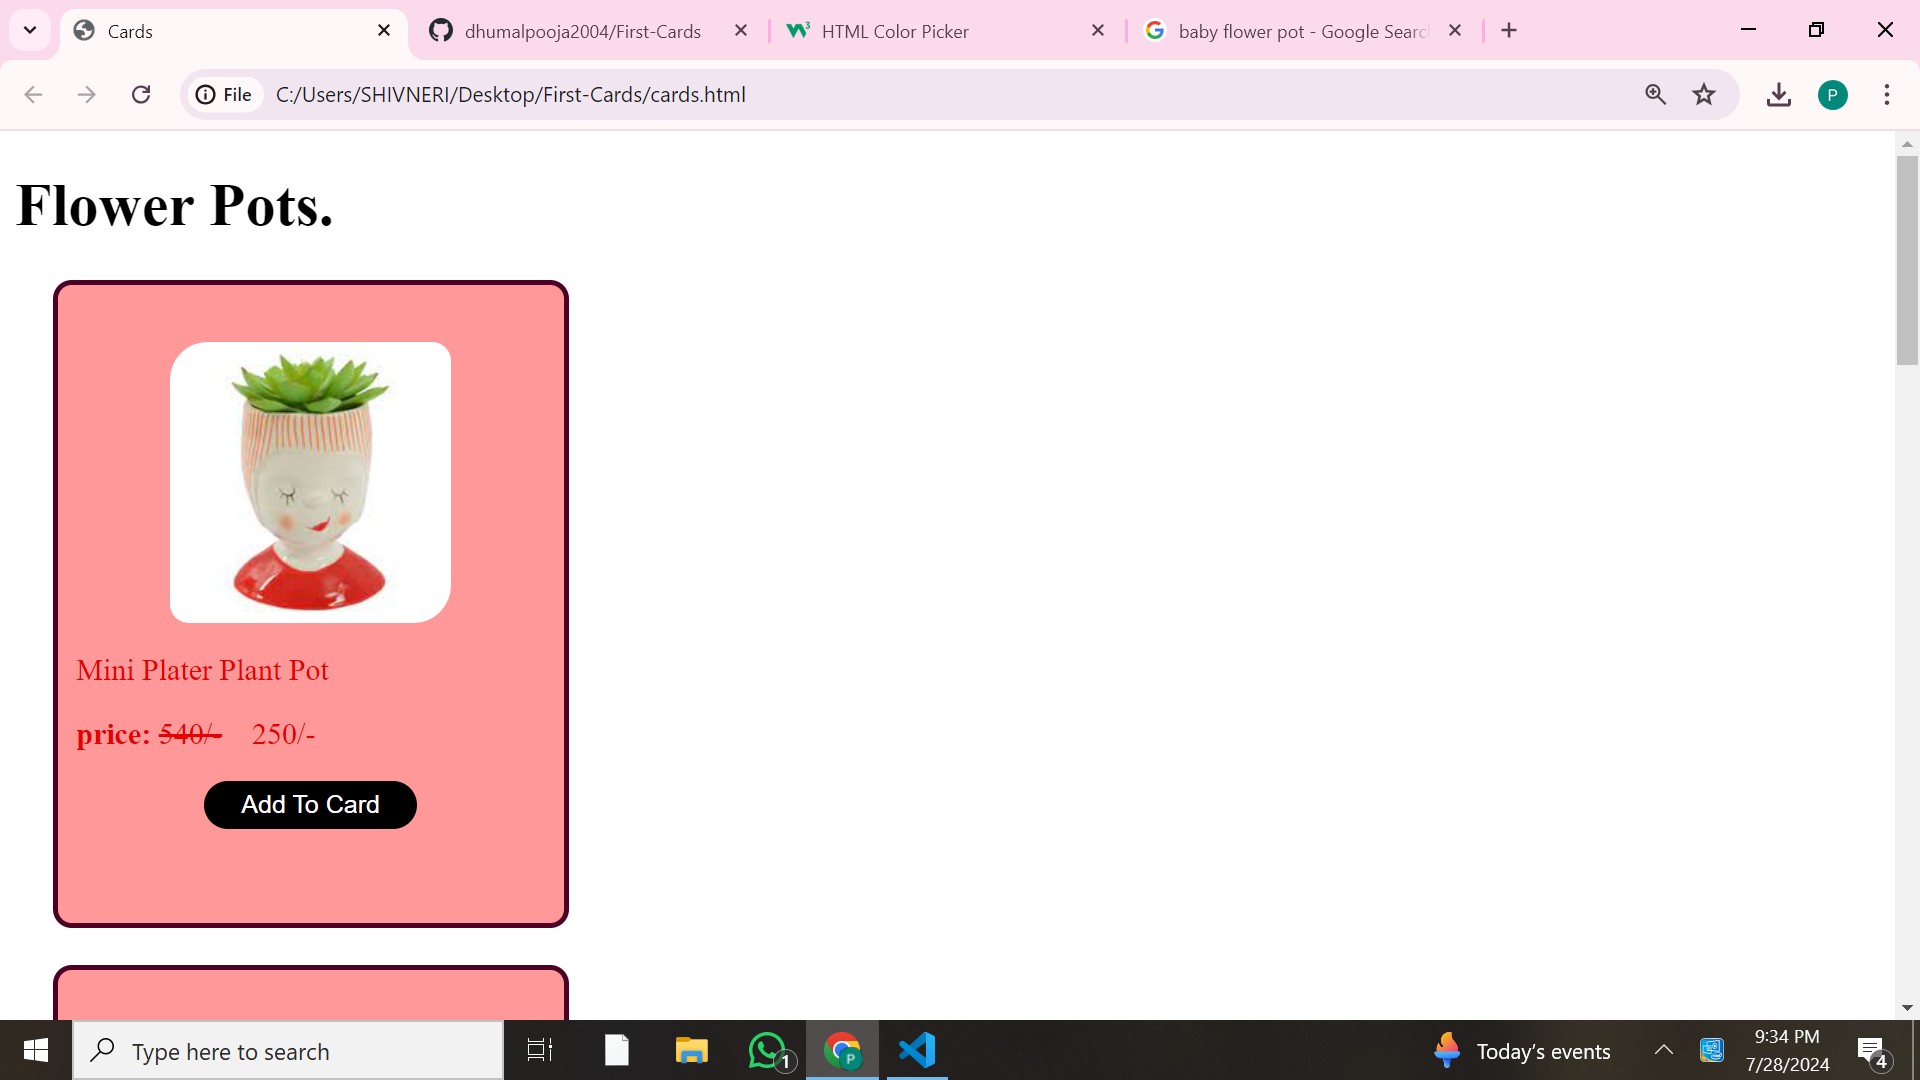 Cards
dhumalpooja2004/First-Cards
HTML Color Picker
baby flower pot - Google Searc
File
C:/Users/SHIVNERI/Desktop/First-Cards/cards.html
P
Flower Pots.
Mini Plater Plant Pot
price: 540/- 250/-
Add To Card
Type here to search
1
P
Today's events
9:34 PM
7/28/2024
4